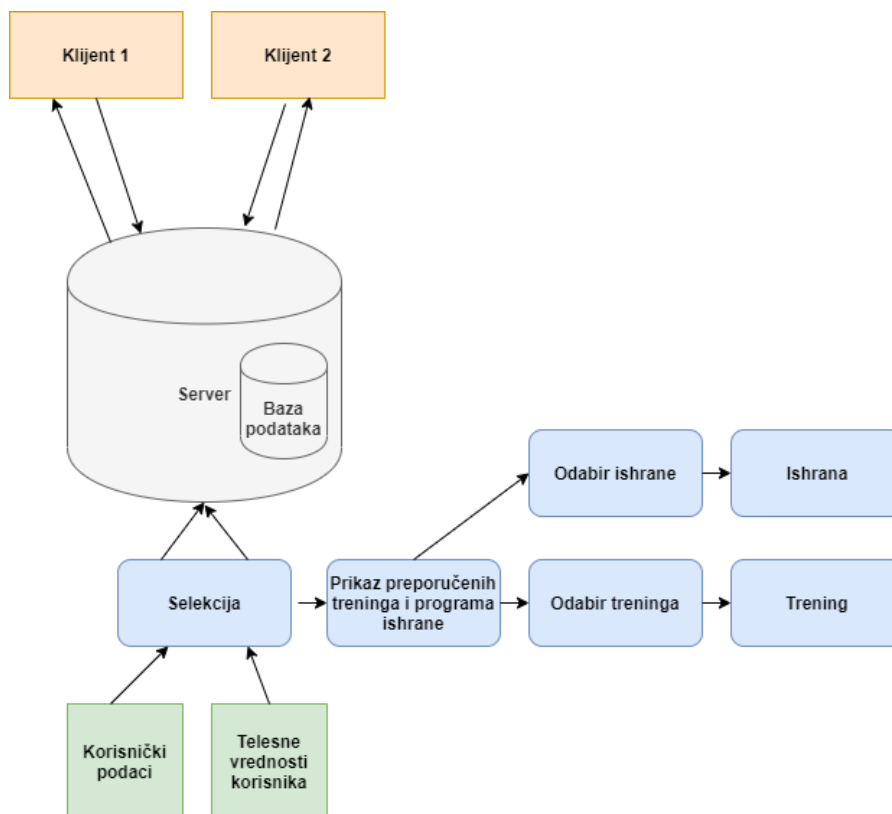 Klijent 1
Klijent 2
Server
Baza
podataka
Odabir ishrane
Ishrana
Selekcija
Prikaz preporučenih
treninga i programa
ishrane
Odabir treninga
Trening
Korisnički
podaci
Telesne
vrednosti
korisnika